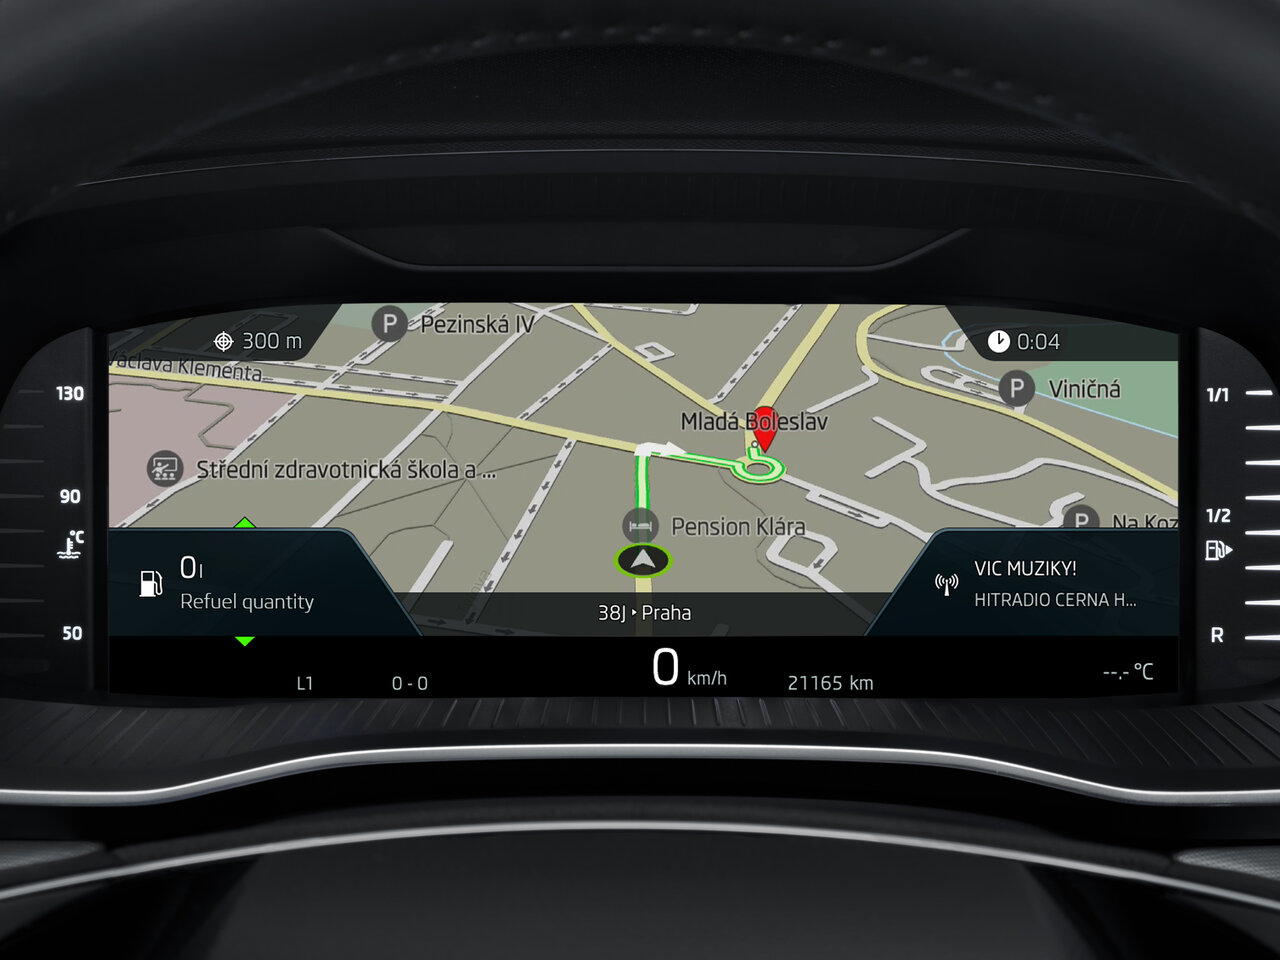 300 m
P
Pezinská IV
0:04
Václava Klementa
P
Viničná
130
1/1
Mladá Boleslav
Střední zdravotnická škola a ...
90
°C
Pension Klára
P
Na Koz
1/2
0 l
Refuel quantity
VIC MUZIKY!
HITRADIO CERNA H...
38J ▸ Praha
50
R
L1
0 - 0
0 km/h
21165 km
--.- °C